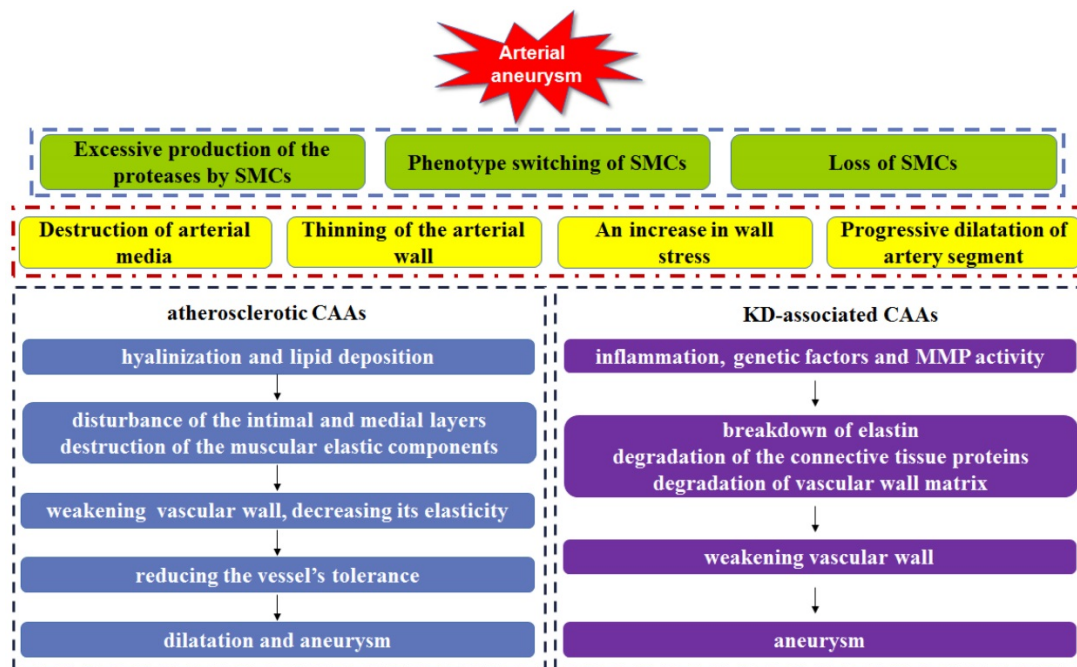 Arterial
aneurysm
Excessive production of the
proteases by SMCs
Phenotype switching of SMCs
Loss of SMCs
Destruction of arterial
media
Thinning of the arterial
wall
An increase in wall
stress
Progressive dilatation of
artery segment
atherosclerotic CAAs
hyalinization and lipid deposition
disturbance of the intimal and medial layers
destruction of the muscular elastic components
weakening vascular wall, decreasing its elasticity
reducing the vessel's tolerance
dilatation and aneurysm
KD-associated CAAs
inflammation, genetic factors and MMP activity
breakdown of elastin
degradation of the connective tissue proteins
degradation of vascular wall matrix
weakening vascular wall
aneurysm